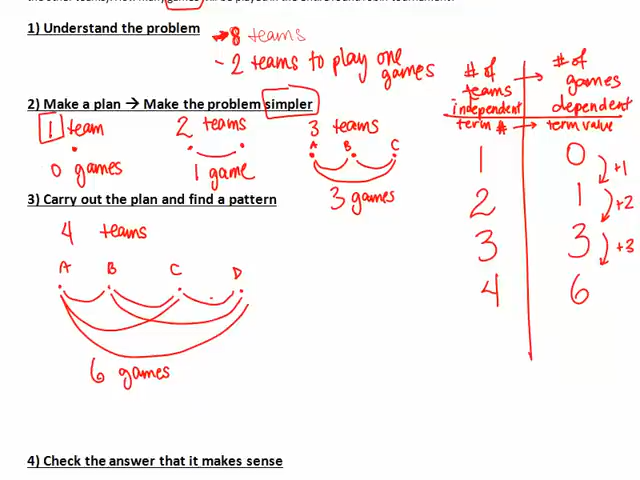 1) Understand the problem
→8 teams
- 2 teams to play one
games
# of
teams
independent
term #
→
# of
games
dependent
→ term value
2) Make a plan → Make the problem simpler
1 team
0 games
2 teams
1 game
3 teams
A B C
3 games
1 0
+1
2 1
+2
3 3
+3
4 6
3) Carry out the plan and find a pattern
4 teams
A B C D
6 games
4) Check the answer that it makes sense